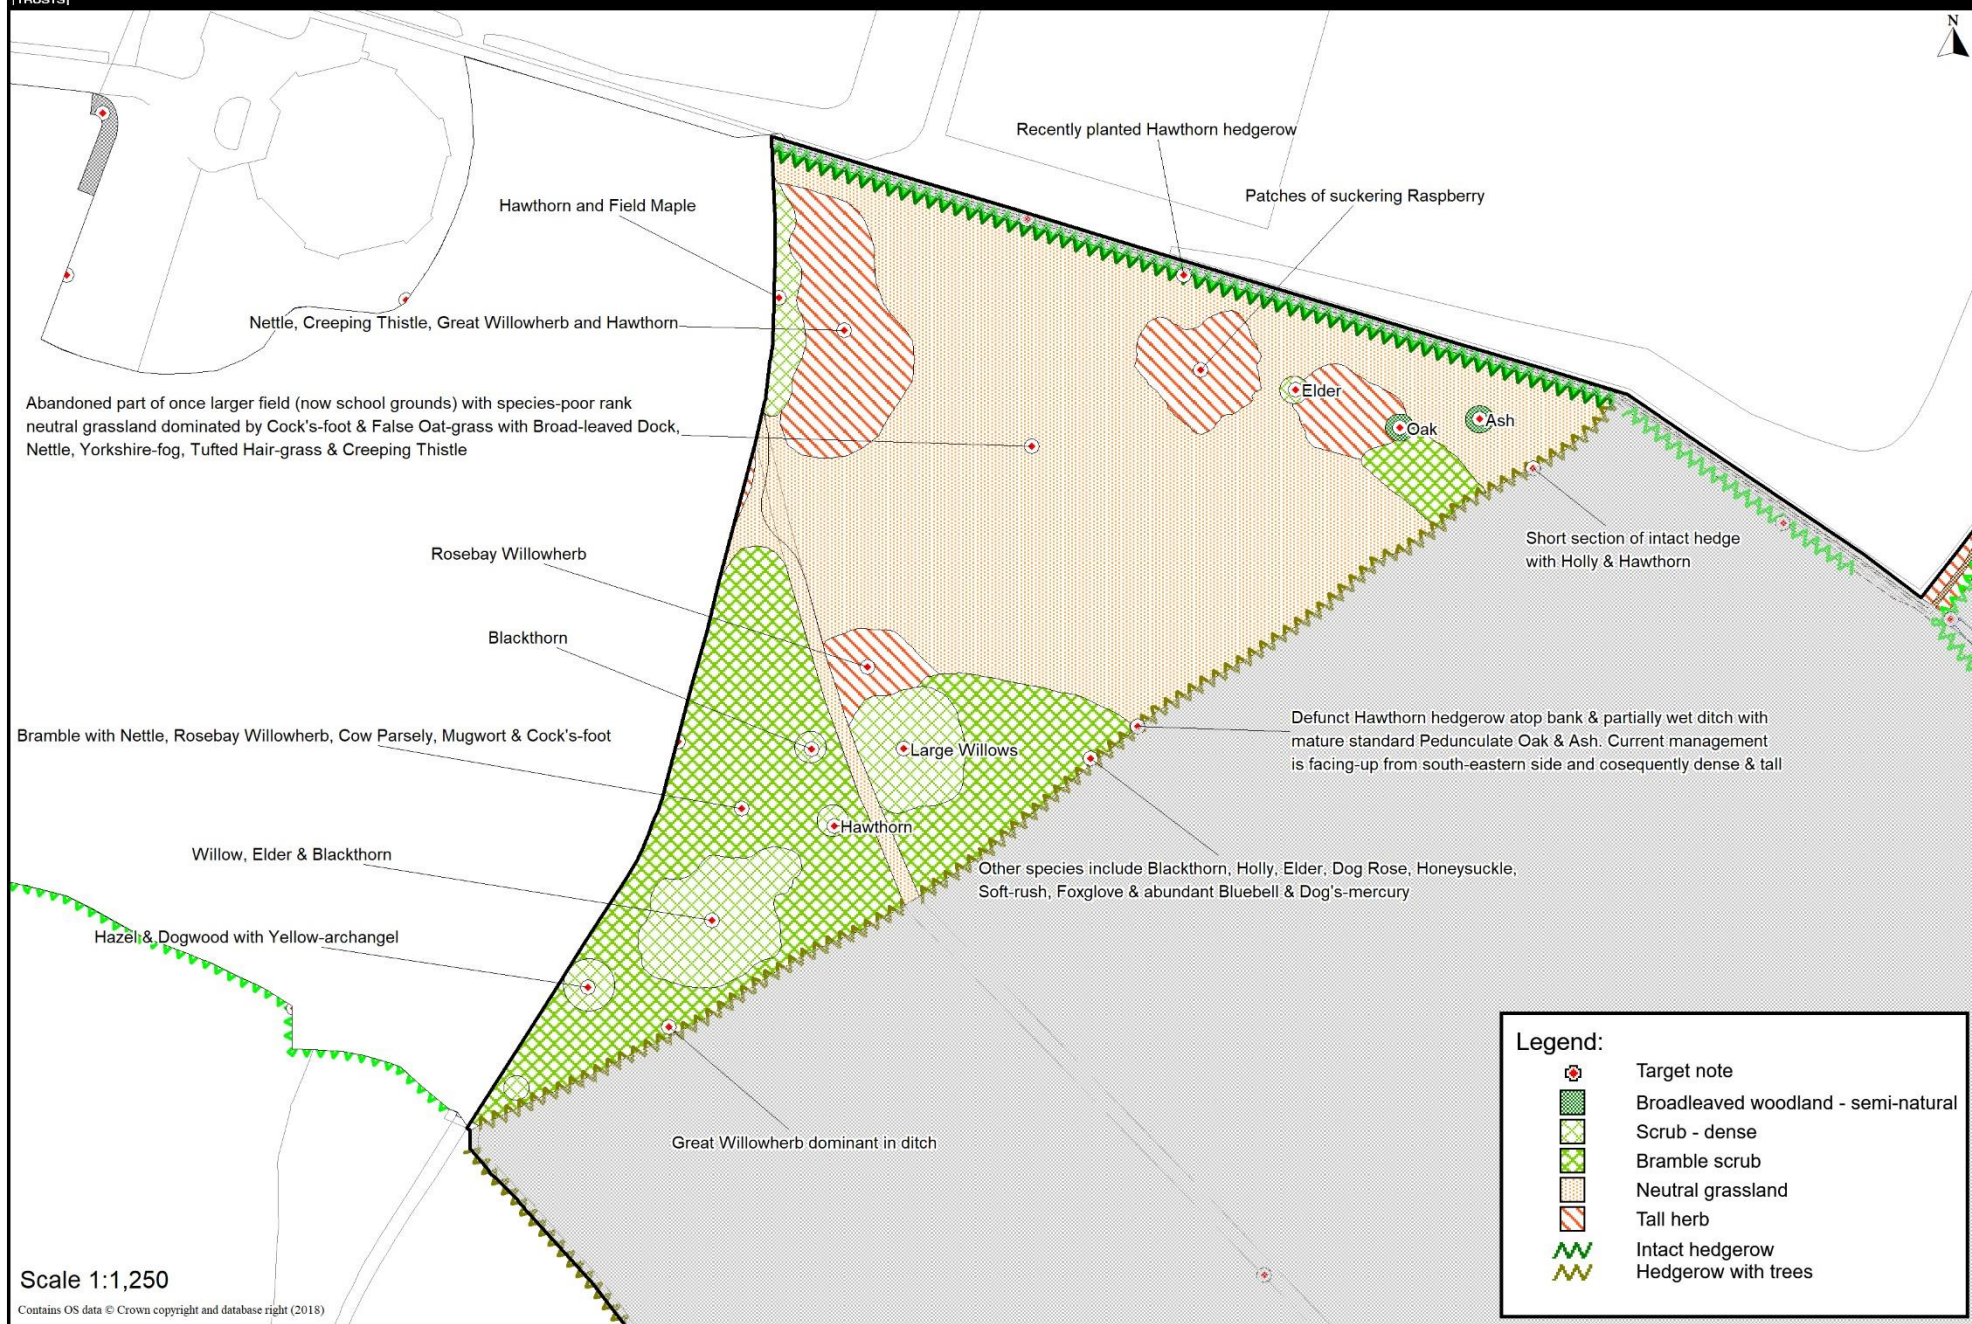 [TRUSTS]
N
Recently planted Hawthorn hedgerow
Patches of suckering Raspberry
Hawthorn and Field Maple
Nettle, Creeping Thistle, Great Willowherb and Hawthorn
Elder
Abandoned part of once larger field (now school grounds) with species-poor rank
neutral grassland dominated by Cock's-foot & False Oat-grass with Broad-leaved Dock,
Nettle, Yorkshire-fog, Tufted Hair-grass & Creeping Thistle
Oak
Ash
Short section of intact hedge
with Holly & Hawthorn
Rosebay Willowherb
Blackthorn
Bramble with Nettle, Rosebay Willowherb, Cow Parsely, Mugwort & Cock's-foot
Large Willows
Defunct Hawthorn hedgerow atop bank & partially wet ditch with
mature standard Pedunculate Oak & Ash. Current management
is facing-up from south-eastern side and cosequently dense & tall
Hawthorn
Willow, Elder & Blackthorn
Other species include Blackthorn, Holly, Elder, Dog Rose, Honeysuckle,
Soft-rush, Foxglove & abundant Bluebell & Dog's-mercury
Hazel & Dogwood with Yellow-archangel
Great Willowherb dominant in ditch
Legend:
Target note
Broadleaved woodland - semi-natural
Scrub - dense
Bramble scrub
Neutral grassland
Tall herb
Intact hedgerow
Hedgerow with trees
Scale 1:1,250
Contains OS data © Crown copyright and database right (2018)